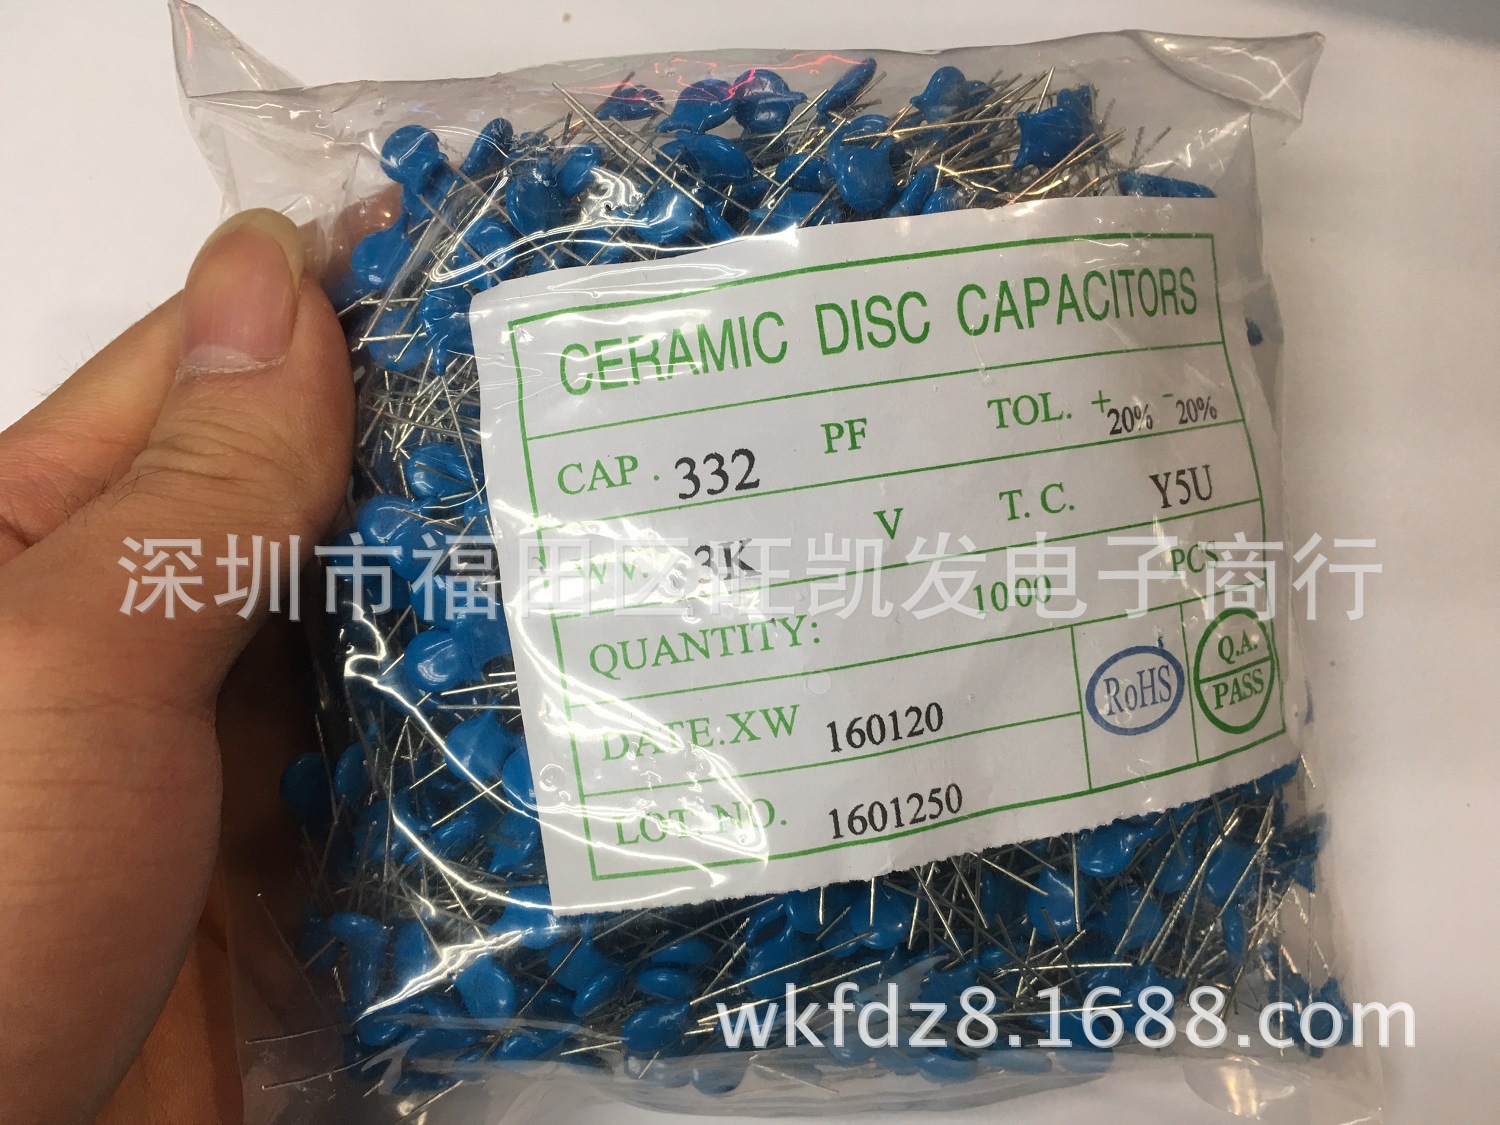 CERAMIC DISC CAPACITORS
CAP. 332 PF TOL. +20% -20%
WV. 3K V T. C. Y5U
QUANTITY: 1000 PCS
DATE.XW 160120
LOT. NO. 1601250
RoHS
Q.A.
PASS
深圳市福田区旺凯发电子商行
wkfdz8.1688.com